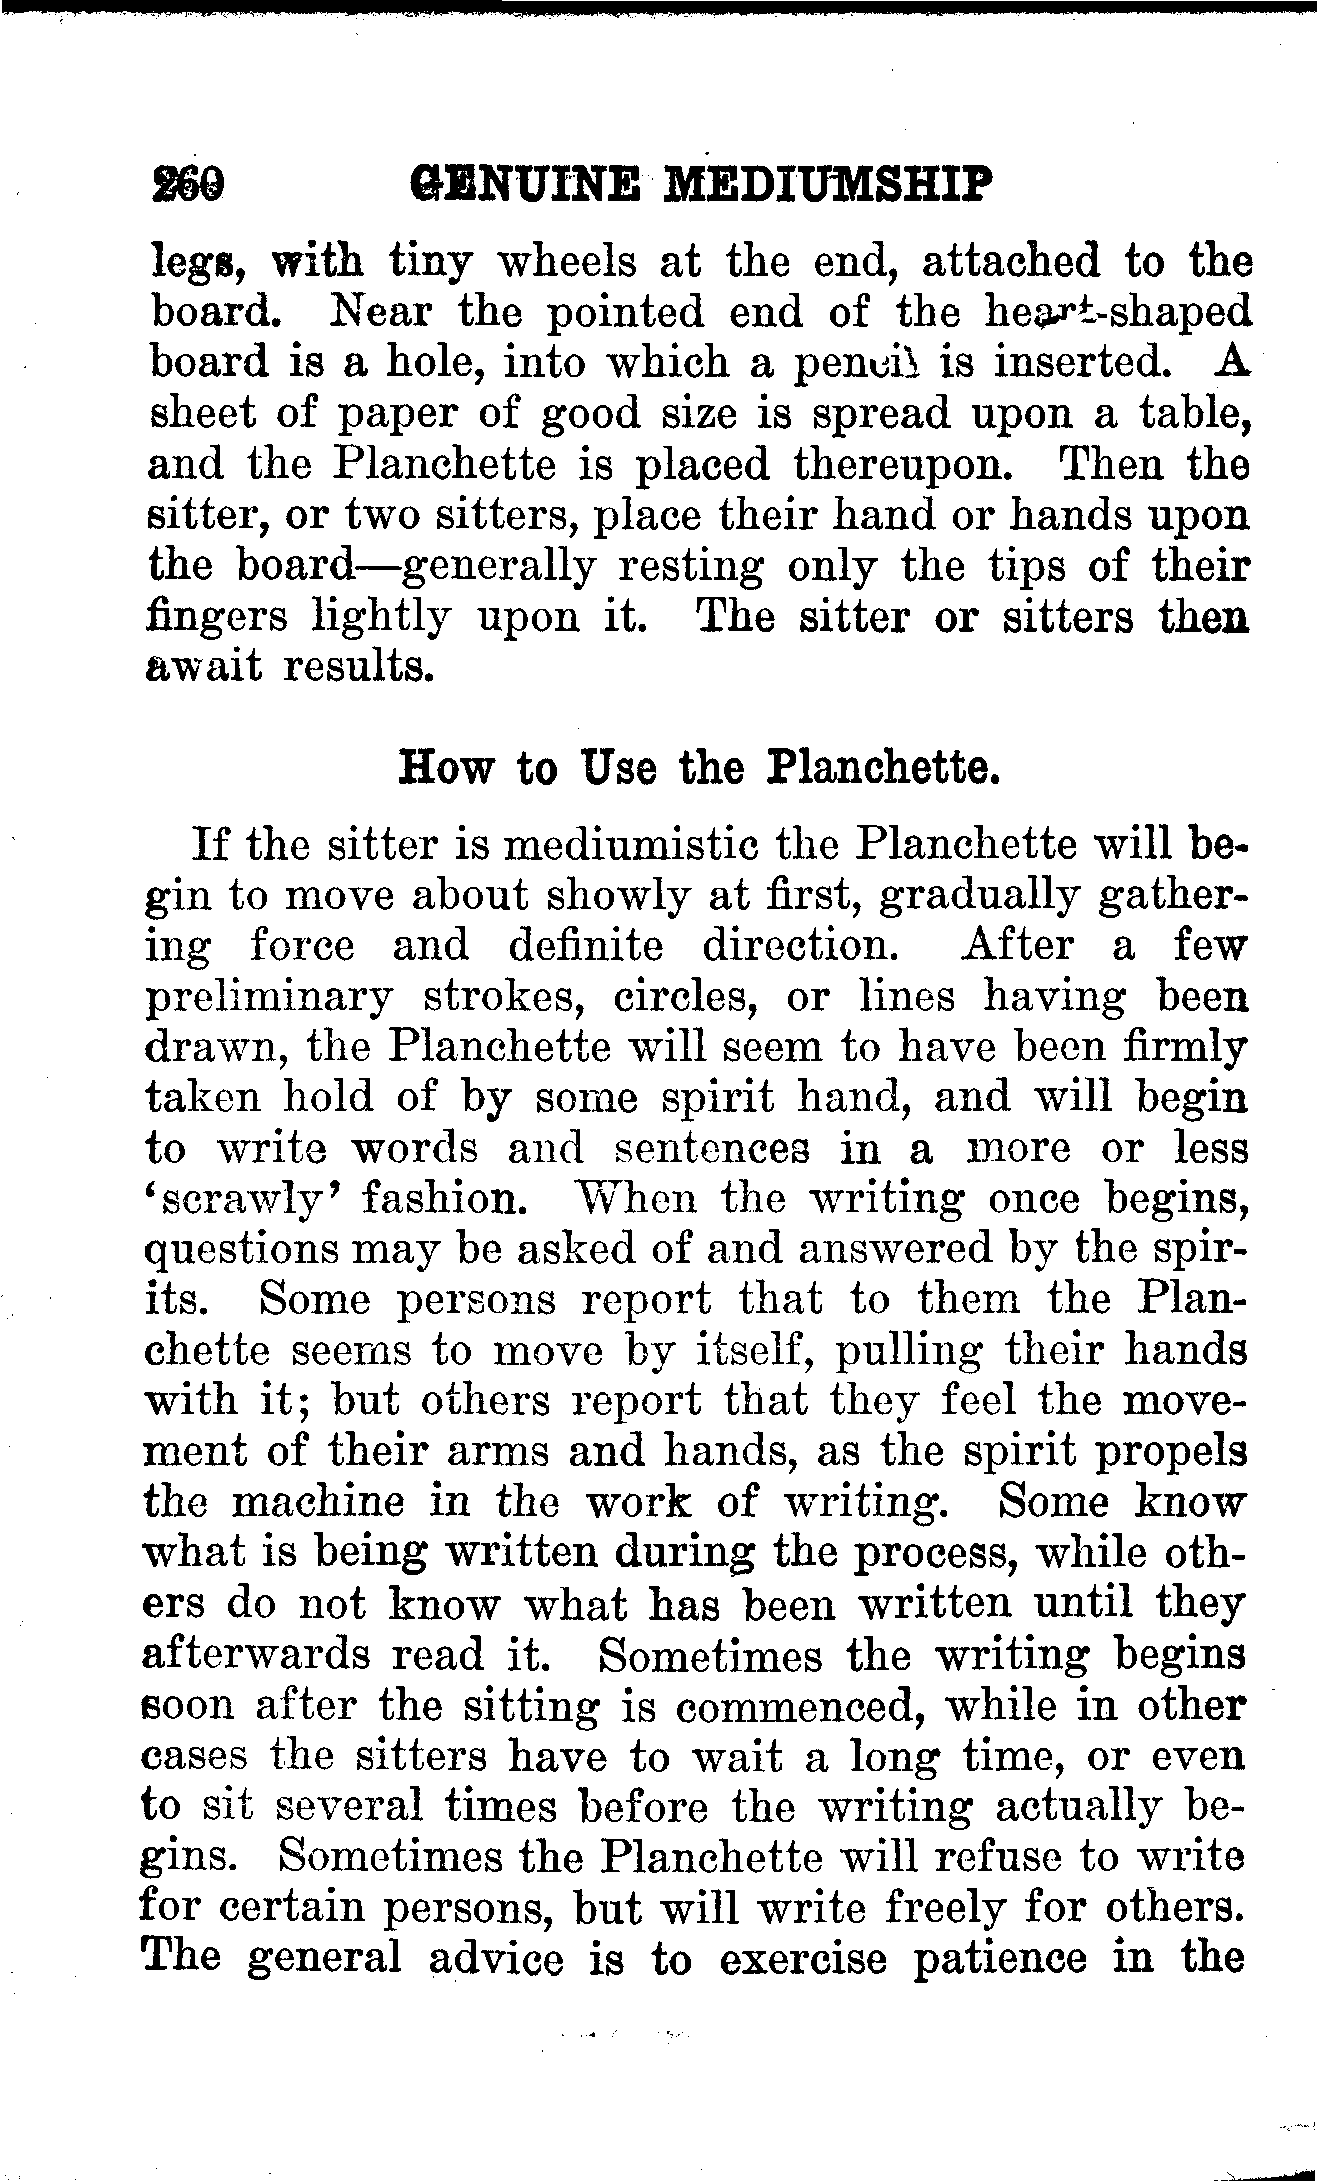 260 GENUINE MEDIUMSHIP
legs, with tiny wheels at the end, attached to the
board. Near the pointed end of the heart-shaped
board is a hole, into which a pencil is inserted. A
sheet of paper of good size is spread upon a table,
and the Planchette is placed thereupon. Then the
sitter, or two sitters, place their hand or hands upon
the board—generally resting only the tips of their
fingers lightly upon it. The sitter or sitters then
await results.
How to Use the Planchette.
If the sitter is mediumistic the Planchette will be-
gin to move about showly at first, gradually gather-
ing force and definite direction. After a few
preliminary strokes, circles, or lines having been
drawn, the Planchette will seem to have been firmly
taken hold of by some spirit hand, and will begin
to write words and sentences in a more or less
‘scrawly’ fashion. When the writing once begins,
questions may be asked of and answered by the spir-
its. Some persons report that to them the Plan-
chette seems to move by itself, pulling their hands
with it; but others report that they feel the move-
ment of their arms and hands, as the spirit propels
the machine in the work of writing. Some know
what is being written during the process, while oth-
ers do not know what has been written until they
afterwards read it. Sometimes the writing begins
soon after the sitting is commenced, while in other
cases the sitters have to wait a long time, or even
to sit several times before the writing actually be-
gins. Sometimes the Planchette will refuse to write
for certain persons, but will write freely for others.
The general advice is to exercise patience in the